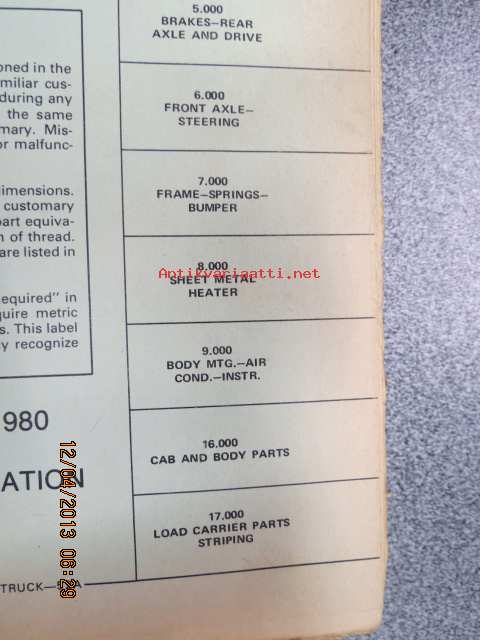 oned in the
miliar cus-
during any
the same
mary. Mis-
or malfunc-
dimensions.
customary
part equiva-
n of thread.
are listed in
equired” in
quire metric
s. This label
y recognize
980
ATION
TRUCK—
5.000
BRAKES—REAR
AXLE AND DRIVE
6.000
FRONT AXLE—
STEERING
7.000
FRAME—SPRINGS—
BUMPER
8.000
SHEET METAL
HEATER
9.000
BODY MTG.—AIR
COND.—INSTR.
16.000
CAB AND BODY PARTS
17.000
LOAD CARRIER PARTS
STRIPING
Antikvariaatti.net
12/04/2013 06:29